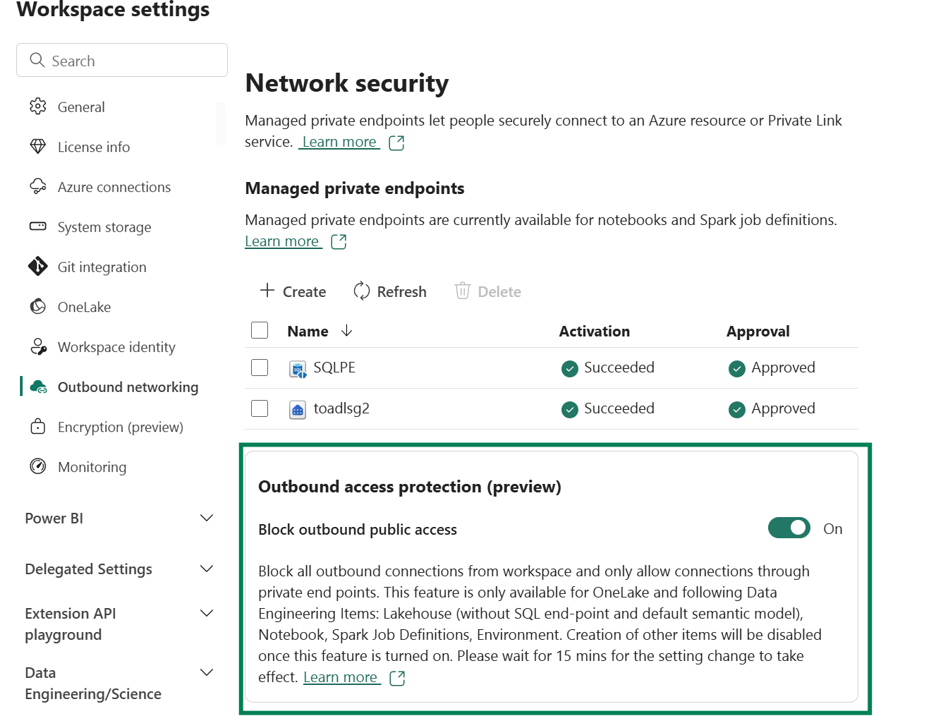 Workspace settings
Search
General
License info
Azure connections
System storage
Git integration
OneLake
Workspace identity
Outbound networking
Encryption (preview)
Monitoring
Power BI
Delegated Settings
Extension API
playground
Data
Engineering/Science
Network security
Managed private endpoints let people securely connect to an Azure resource or Private Link
service. Learn more
Managed private endpoints
Managed private endpoints are currently available for notebooks and Spark job definitions.
Learn more
Create Refresh Delete
Name Activation Approval
SQLPE Succeeded Approved
toadlsg2 Succeeded Approved
Outbound access protection (preview)
Block outbound public access On
Block all outbound connections from workspace and only allow connections through
private end points. This feature is only available for OneLake and following Data
Engineering Items: Lakehouse (without SQL end-point and default semantic model),
Notebook, Spark Job Definitions, Environment. Creation of other items will be disabled
once this feature is turned on. Please wait for 15 mins for the setting change to take
effect. Learn more